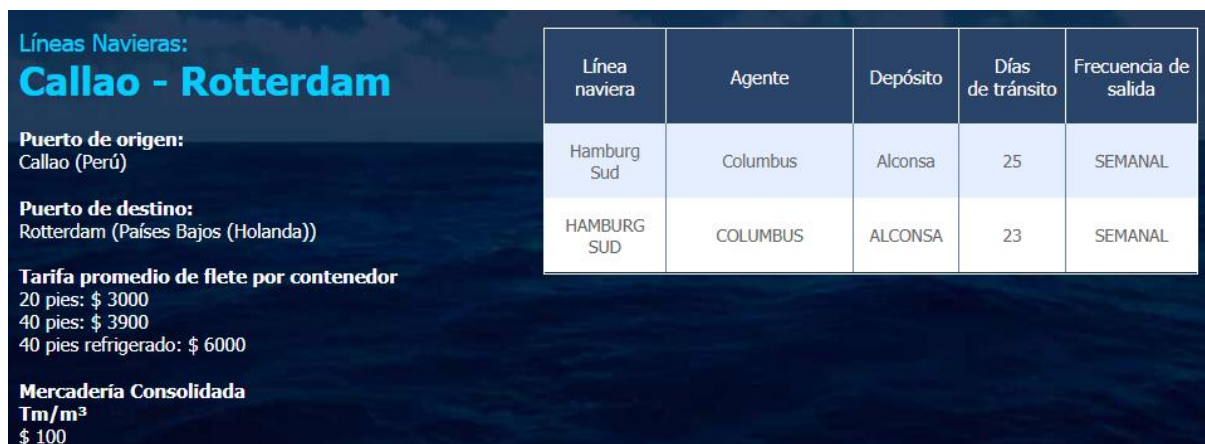 Líneas Navieras:
Callao - Rotterdam
Puerto de origen:
Callao (Perú)
Puerto de destino:
Rotterdam (Países Bajos (Holanda))
Tarifa promedio de flete por contenedor
20 pies: $ 3000
40 pies: $ 3900
40 pies refrigerado: $ 6000
Mercadería Consolidada
Tm/m³
$ 100
Línea naviera Agente Depósito Días de tránsito Frecuencia de salida
Hamburg Sud Columbus Alconsa 25 SEMANAL
HAMBURG SUD COLUMBUS ALCONSA 23 SEMANAL